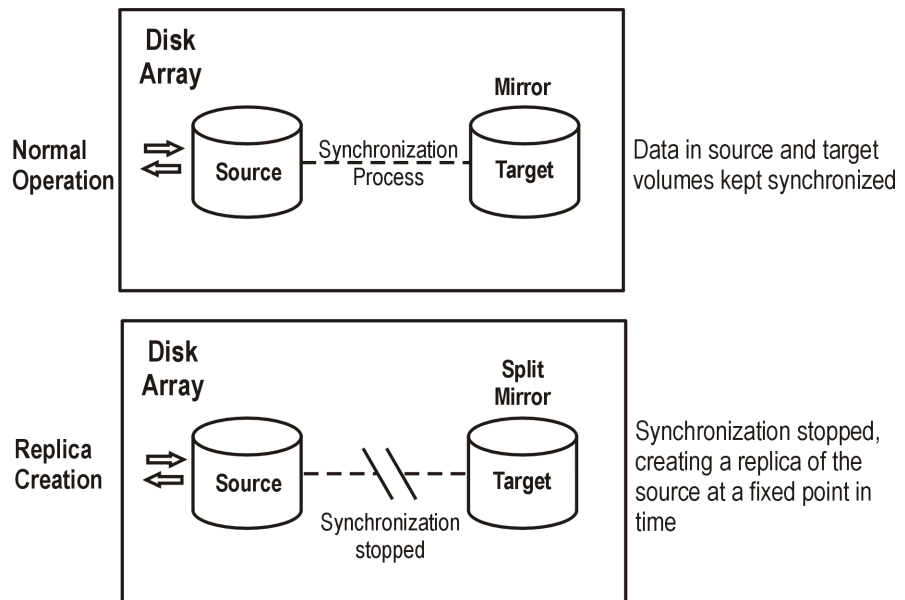 Disk
Array
Mirror
Normal
Operation
Source
Synchronization
Process
Target
Data in source and target
volumes kept synchronized
Disk
Array
Split
Mirror
Replica
Creation
Source
Synchronization
stopped
Target
Synchronization stopped,
creating a replica of the
source at a fixed point in
time